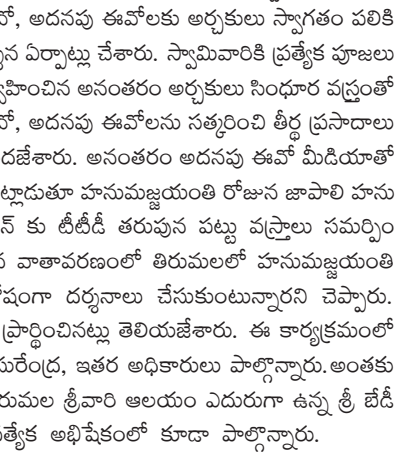 వో, అదనపు ఈవోలకు అర్చకులు స్వాగతం పలికి
న ఏర్పాట్లు చేశారు. స్వామివారికి ప్రత్యేక పూజలు
హించిన అనంతరం అర్చకులు సింధూర వస్త్రంతో
వో, అదనపు ఈవోలను సత్కరించి తీర్థ ప్రసాదాలు
దజేశారు. అనంతరం అదనపు ఈవో మీడియాతో
ట్లాడుతూ హనుమజ్జయంతి రోజున జాపాలి హను
న్ కు టీటీడీ తరుపున పట్టు వస్త్రాలు సమర్పిం
వాతావరణంలో తిరుమలలో హనుమజ్జయంతి
షంగా దర్శనాలు చేసుకుంటున్నారని చెప్పారు.
ప్రార్థించినట్లు తెలియజేశారు. ఈ కార్యక్రమంలో
సురేంద్ర, ఇతర అధికారులు పాల్గొన్నారు.అంతకు
రుమల శ్రీవారి ఆలయం ఎదురుగా ఉన్న శ్రీ బేడీ
త్యేక అభిషేకంలో కూడా పాల్గొన్నారు.